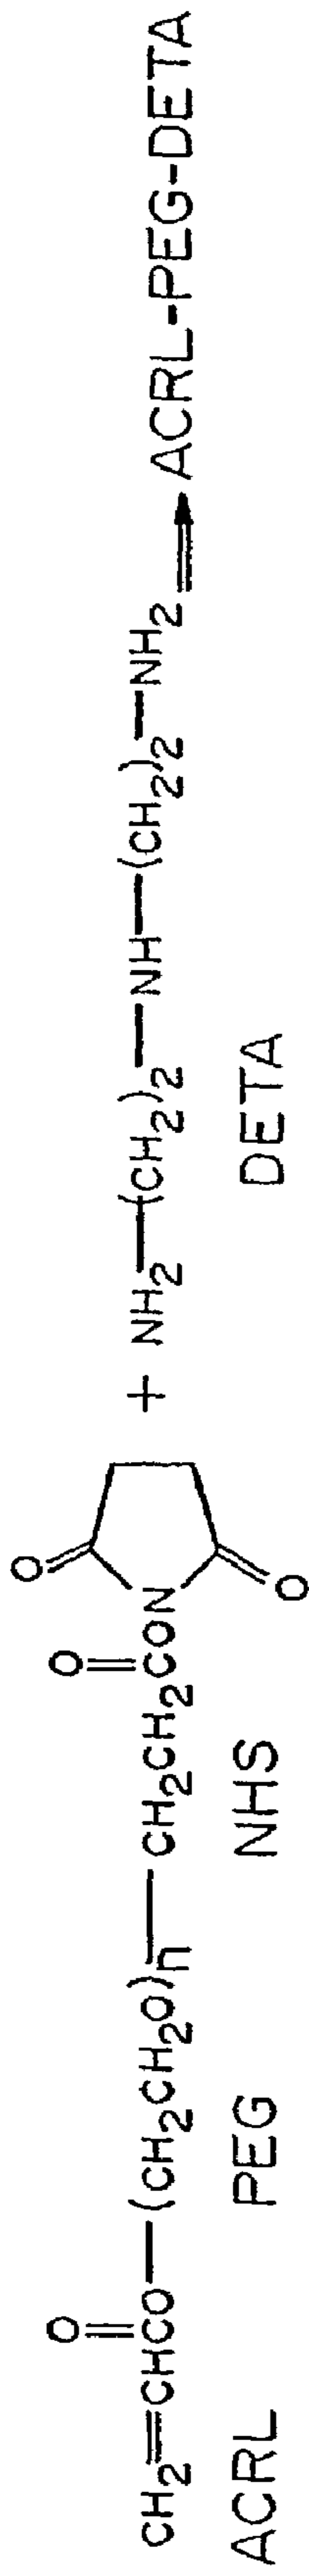 O O O
CH2=CHCO—(CH2CH2O)n—CH2CH2CON + NH2—(CH2)2—NH—(CH2)2—NH2 ⟹ ACRL-PEG-DETA
O
ACRL PEG NHS DETA